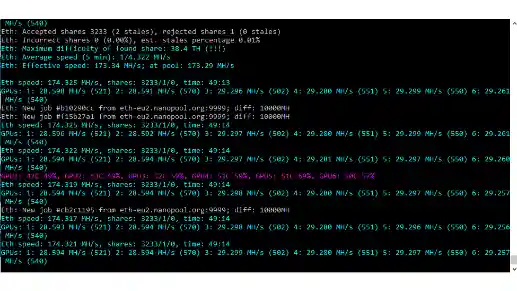 MH/s (540)
Eth: Accepted shares 3233 (2 stales), rejected shares 1 (0 stales)
Eth: Incorrect shares 0 (0.00%), est. stales percentage 0.01%
Eth: Maximum difficulty of found share: 38.4 TH (!!!)
Eth: Average speed (5 min): 174.322 MH/s
Eth: Effective speed: 173.34 MH/s; at pool: 173.29 MH/s
Eth speed: 174.325 MH/s, shares: 3233/1/0, time: 49:13
GPUs: 1: 28.598 MH/s (521) 2: 28.591 MH/s (570) 3: 29.296 MH/s (502) 4: 29.280 MH/s (551) 5: 29.299 MH/s (550) 6: 29.261
MH/s (540)
Eth: New job #b10290cc from eth-eu2.nanopool.org:9999; diff: 10000MH
Eth: New job from eth-eu2.nanopool.org:9999; diff: 10000MH
Eth speed: 174.325 MH/s, shares: 3233/1/0, time: 49:14
GPUs: 1: 28.596 MH/s (521) 2: 28.592 MH/s (570) 3: 29.297 MH/s (502) 4: 29.280 MH/s (551) 5: 29.299 MH/s (550) 6: 29.261
MH/s (540)
Eth speed: 174.322 MH/s, shares: 3233/1/0, time: 49:14
GPUs: 1: 28.594 MH/s (521) 2: 28.593 MH/s (570) 3: 29.297 MH/s (502) 4: 29.280 MH/s (551) 5: 29.299 MH/s (550) 6: 29.260
MH/s (540)
Eth speed: 174.319 MH/s, shares: 3233/1/0, time: 49:14
GPUs: 1: 28.594 MH/s (521) 2: 28.594 MH/s (570) 3: 29.298 MH/s (502) 4: 29.280 MH/s (551) 5: 29.297 MH/s (550) 6: 29.257
MH/s (540)
Eth: New job #cb2c1195 from eth-eu2.nanopool.org:9999; diff: 10000MH
Eth speed: 174.317 MH/s, shares: 3233/1/0, time: 49:14
GPUs: 1: 28.593 MH/s (521) 2: 28.594 MH/s (570) 3: 29.298 MH/s (502) 4: 29.280 MH/s (551) 5: 29.296 MH/s (550) 6: 29.256
MH/s (540)
Eth speed: 174.321 MH/s, shares: 3233/1/0, time: 49:14
GPUs: 1: 28.594 MH/s (521) 2: 28.594 MH/s (570) 3: 29.298 MH/s (502) 4: 29.280 MH/s (551) 5: 29.297 MH/s (550) 6: 29.257
MH/s (540)